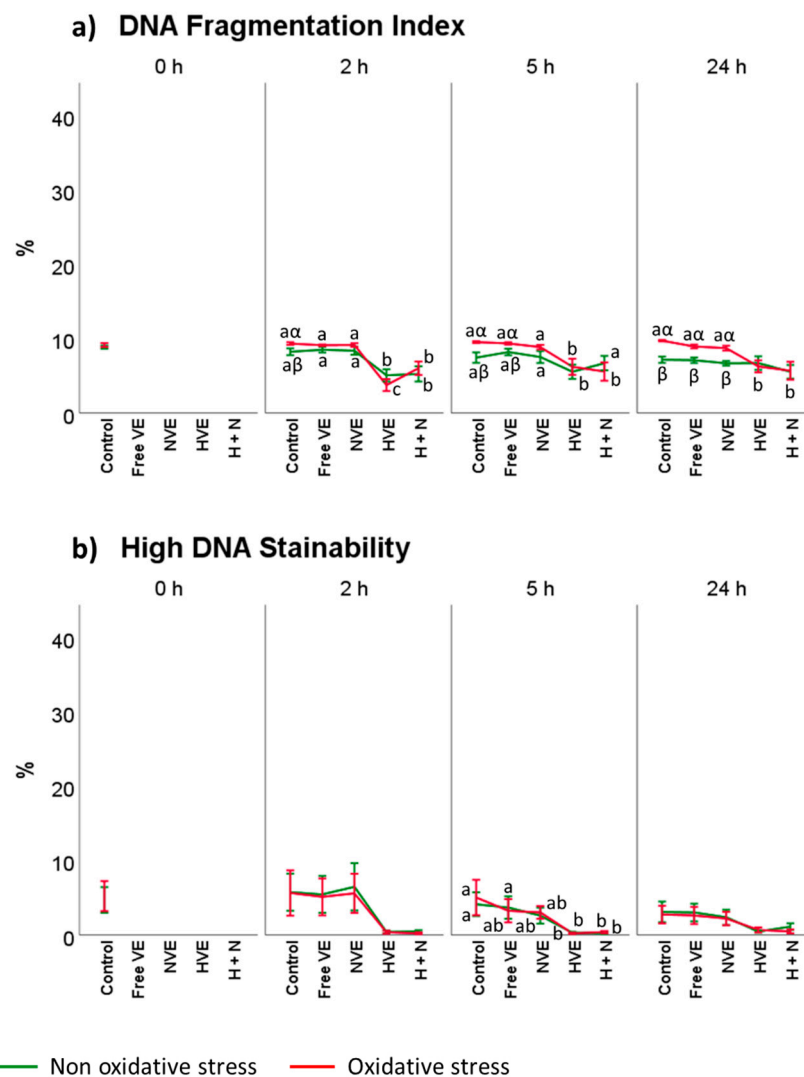 a) DNA Fragmentation Index
0 h 2 h 5 h 24 h
40
30
20
10
0
%
aα a a b b
aβ a a c b
aα aα a b a
aβ aβ a b b
aα aα aα
β β β b b
Control Free VE NVE HVE H + N Control Free VE NVE HVE H + N Control Free VE NVE HVE H + N Control Free VE NVE HVE H + N
b) High DNA Stainability
0 h 2 h 5 h 24 h
40
30
20
10
0
%
a a ab b b
a ab ab b b
Control Free VE NVE HVE H + N Control Free VE NVE HVE H + N Control Free VE NVE HVE H + N Control Free VE NVE HVE H + N
Non oxidative stress Oxidative stress